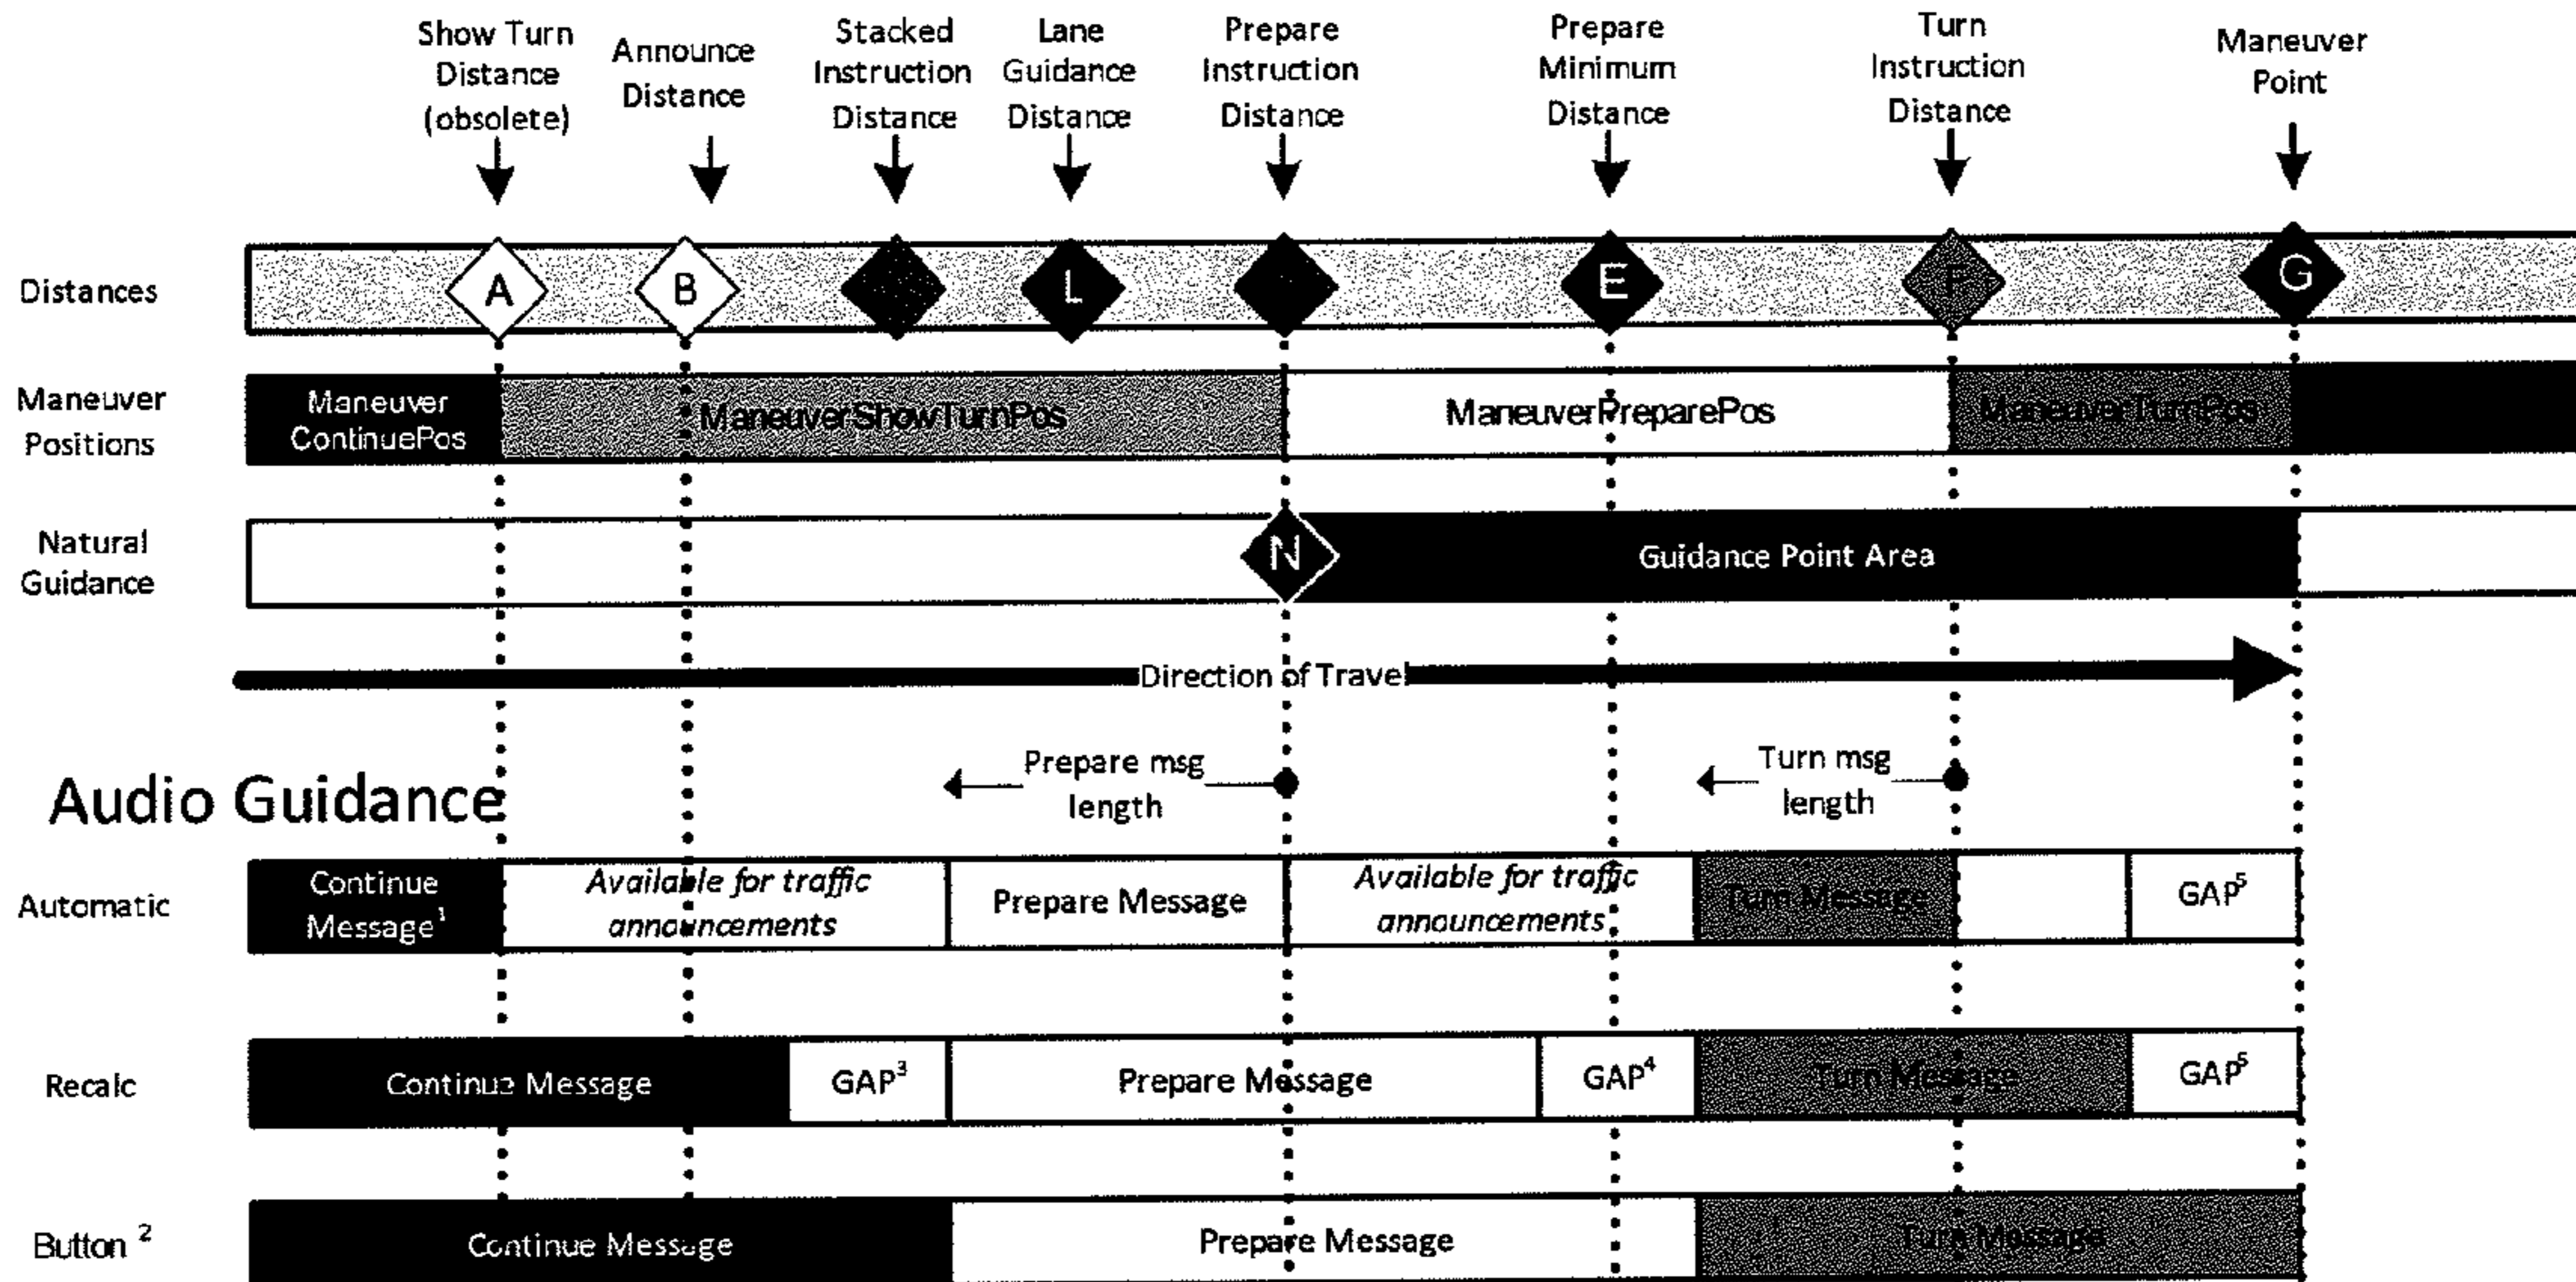 Show Turn
Distance
(obsolete)
Announce
Distance
Stacked
Instruction
Distance
Lane
Guidance
Distance
Prepare
Instruction
Distance
Prepare
Minimum
Distance
Turn
Instruction
Distance
Maneuver
Point
Distances
A
B
L
E
F
G
Maneuver
Positions
Maneuver
ContinuePos
ManeuverShowTurnPos
ManeuverPreparePos
ManeuverTurnPos
Natural
Guidance
N
Guidance Point Area
Direction of Travel
Audio Guidance
Prepare msg
length
Turn msg
length
Automatic
Continue
Message¹
Available for traffic
announcements
Prepare Message
Available for traffic
announcements
Turn Message
GAP⁵
Recalc
Continue Message
GAP³
Prepare Message
GAP⁴
Turn Message
GAP⁵
Button ²
Continue Message
Prepare Message
Turn Message